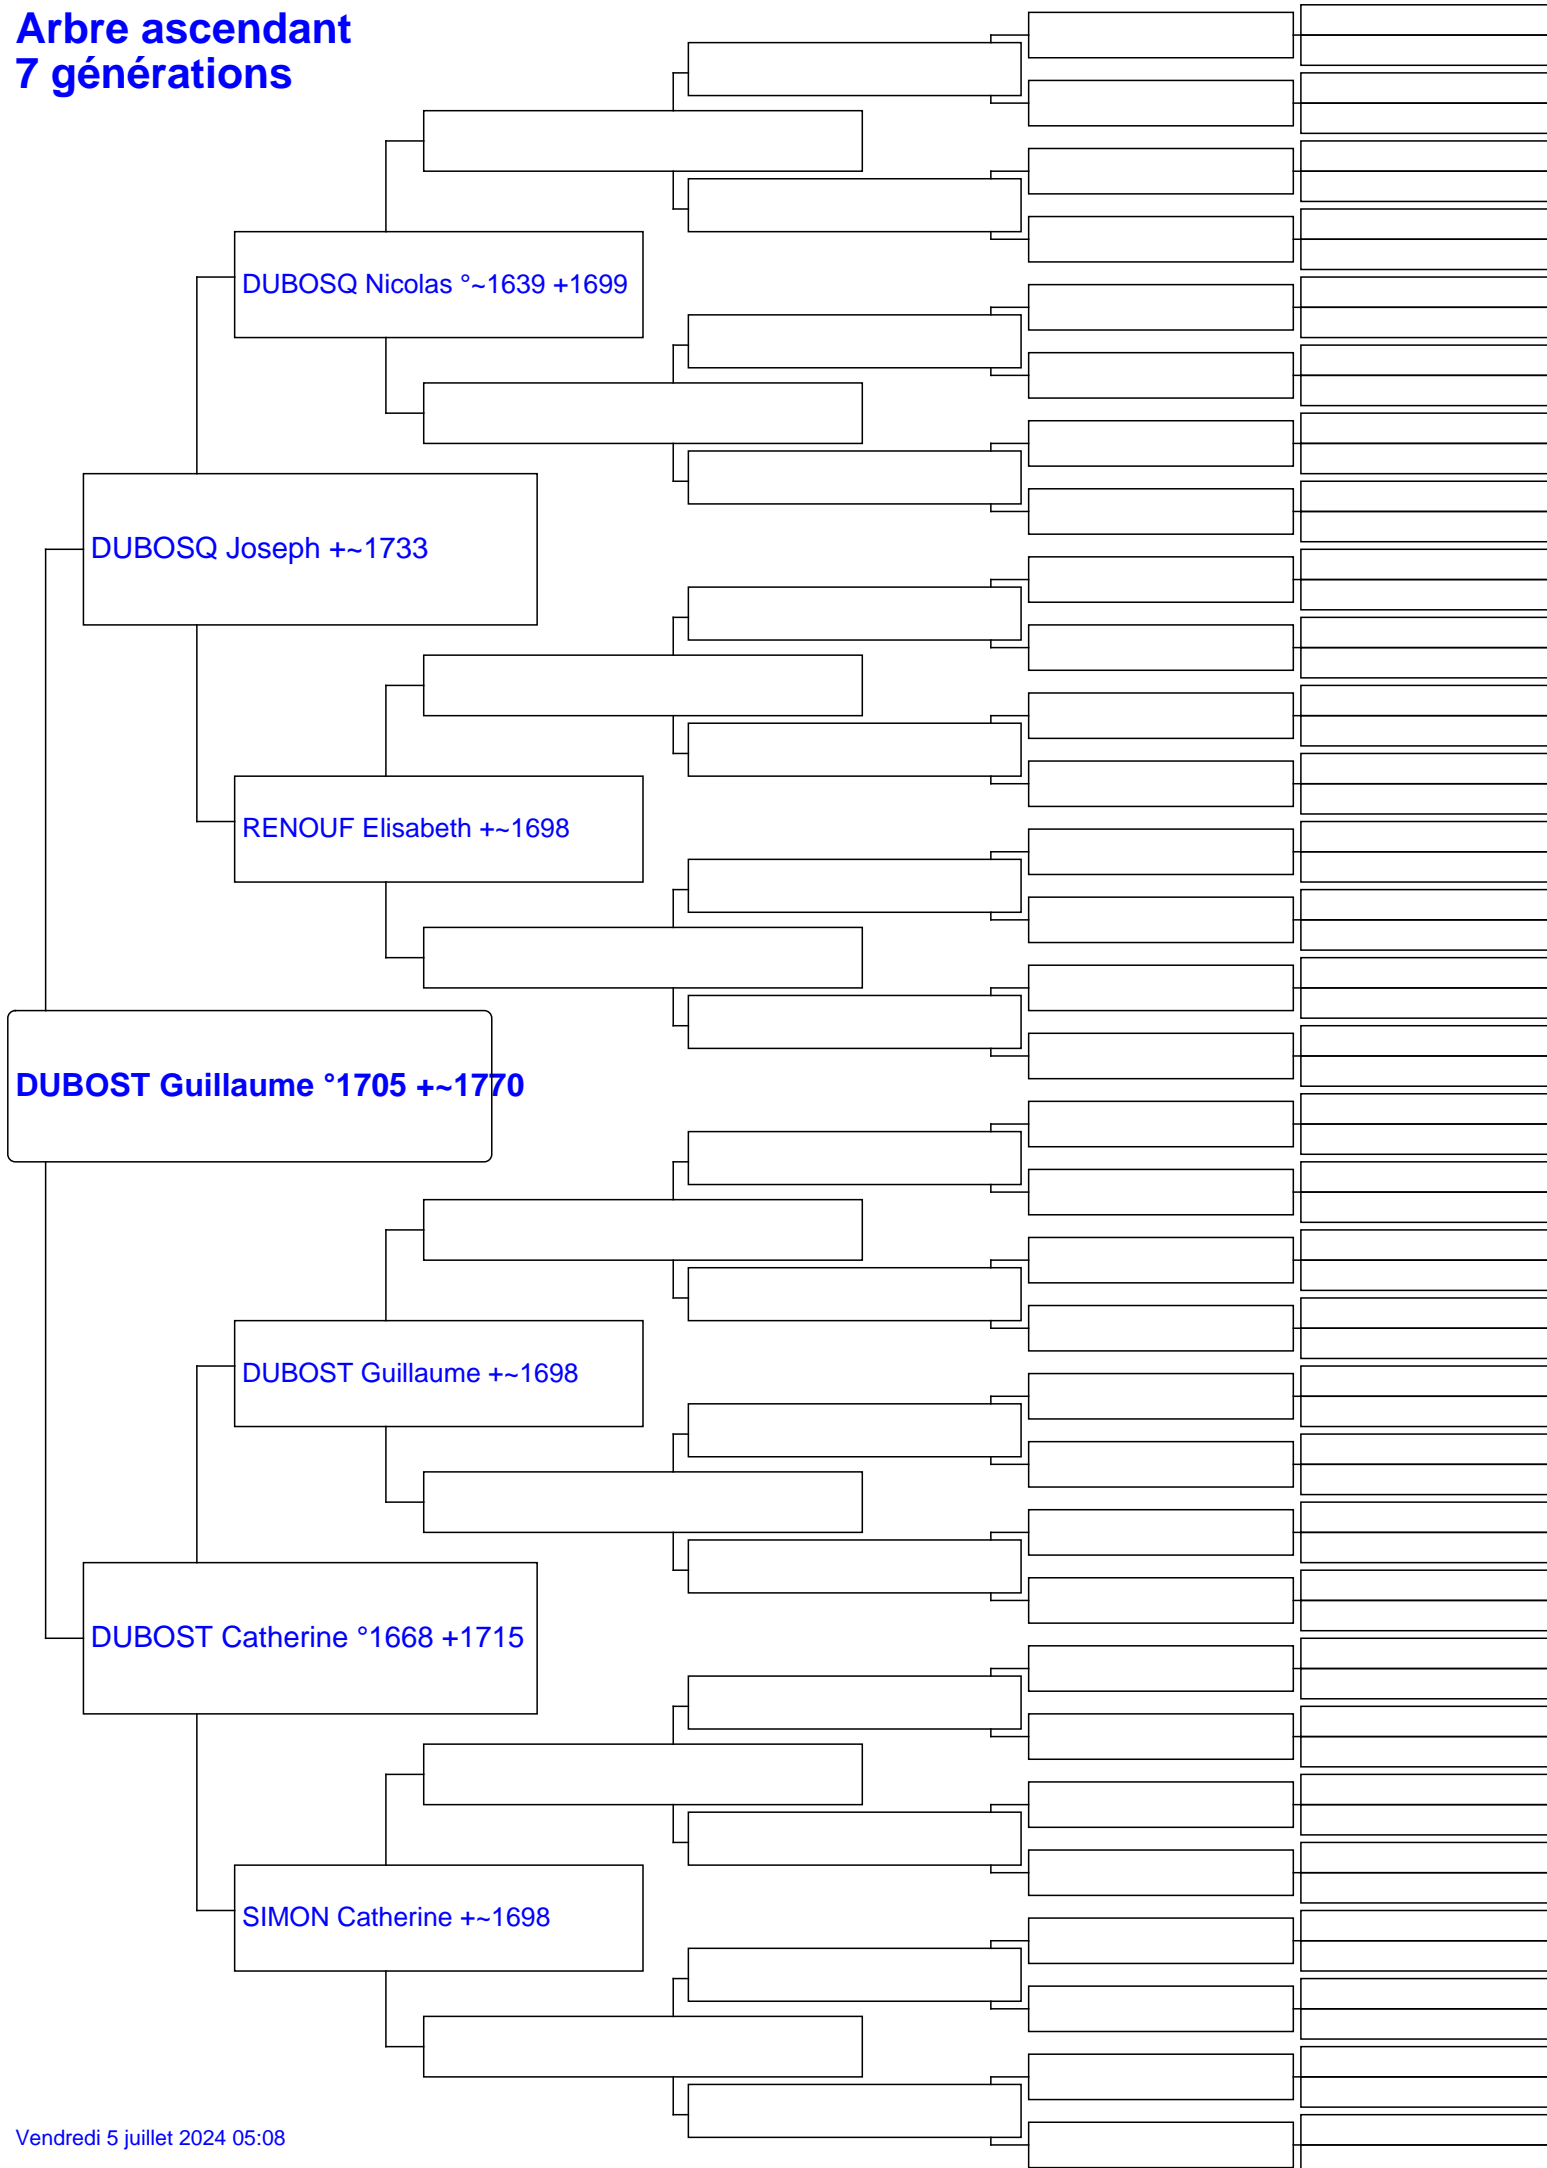 Arbre ascendant
7 générations
DUBOSQ Nicolas °~1639 +1699
DUBOSQ Joseph +~1733
RENOUF Elisabeth +~1698
DUBOST Guillaume °1705 +~1770
DUBOST Guillaume +~1698
DUBOST Catherine °1668 +1715
SIMON Catherine +~1698
Vendredi 5 juillet 2024 05:08